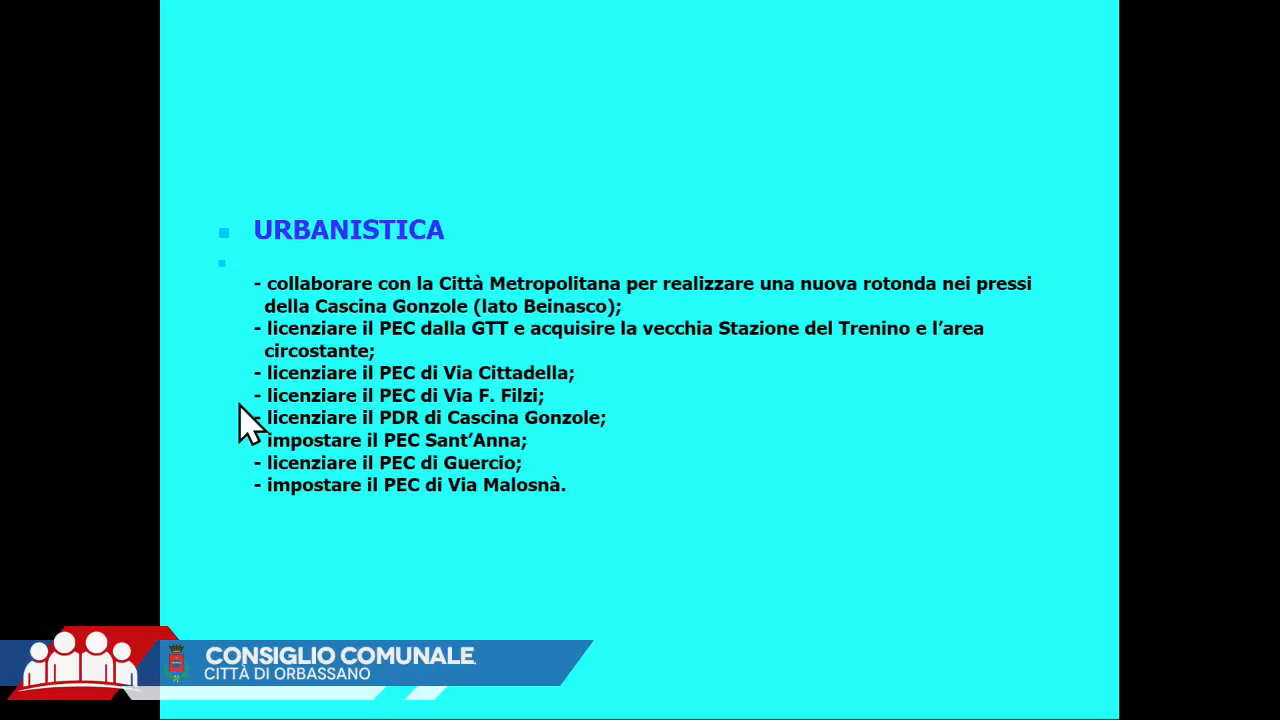 URBANISTICA
- collaborare con la Città Metropolitana per realizzare una nuova rotonda nei pressi
della Cascina Gonzole (lato Beinasco);
- licenziare il PEC dalla GTT e acquisire la vecchia Stazione del Trenino e l’area
circostante;
- licenziare il PEC di Via Cittadella;
- licenziare il PEC di Via F. Filzi;
- licenziare il PDR di Cascina Gonzole;
impostare il PEC Sant’Anna;
- licenziare il PEC di Guercio;
- impostare il PEC di Via Malosnà.
CONSIGLIO COMUNALE
CITTÀ DI ORBASSANO